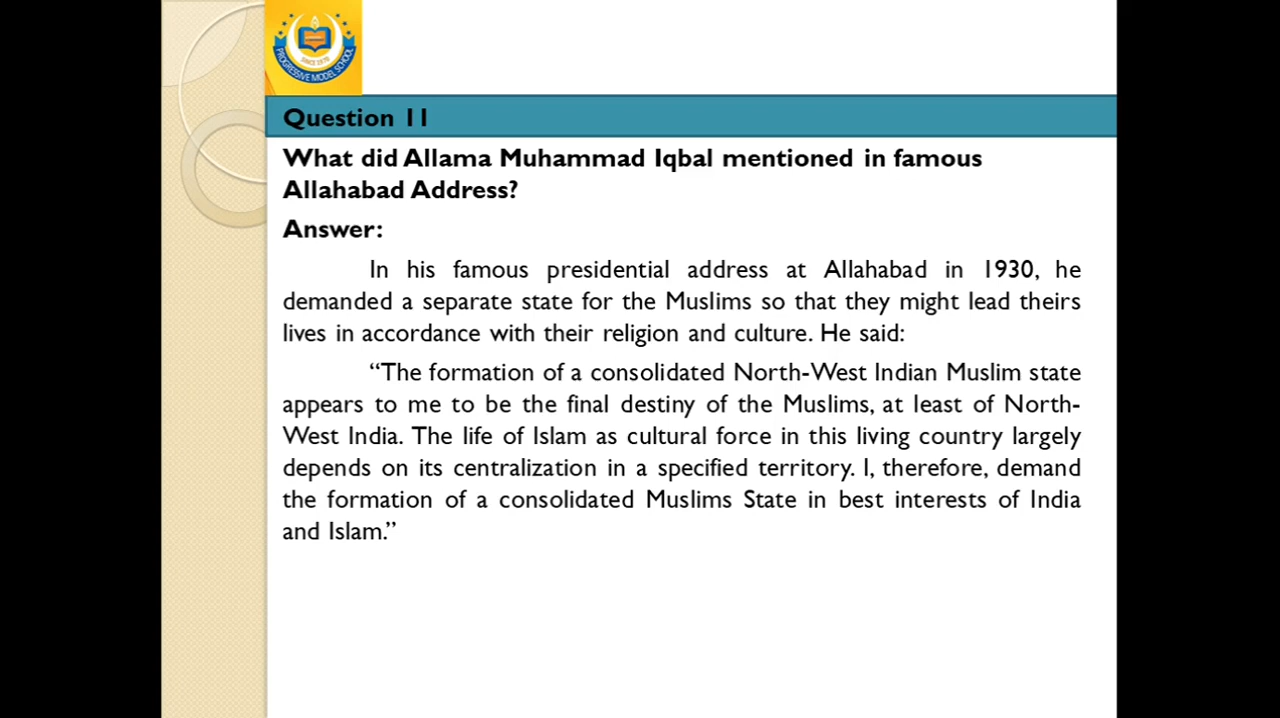 SINCE 1970
PROGRESSIVE MODEL SCHOOL
Question 11
What did Allama Muhammad Iqbal mentioned in famous
Allahabad Address?
Answer:
In his famous presidential address at Allahabad in 1930, he
demanded a separate state for the Muslims so that they might lead theirs
lives in accordance with their religion and culture. He said:
“The formation of a consolidated North-West Indian Muslim state
appears to me to be the final destiny of the Muslims, at least of North-
West India. The life of Islam as cultural force in this living country largely
depends on its centralization in a specified territory. I, therefore, demand
the formation of a consolidated Muslims State in best interests of India
and Islam.”